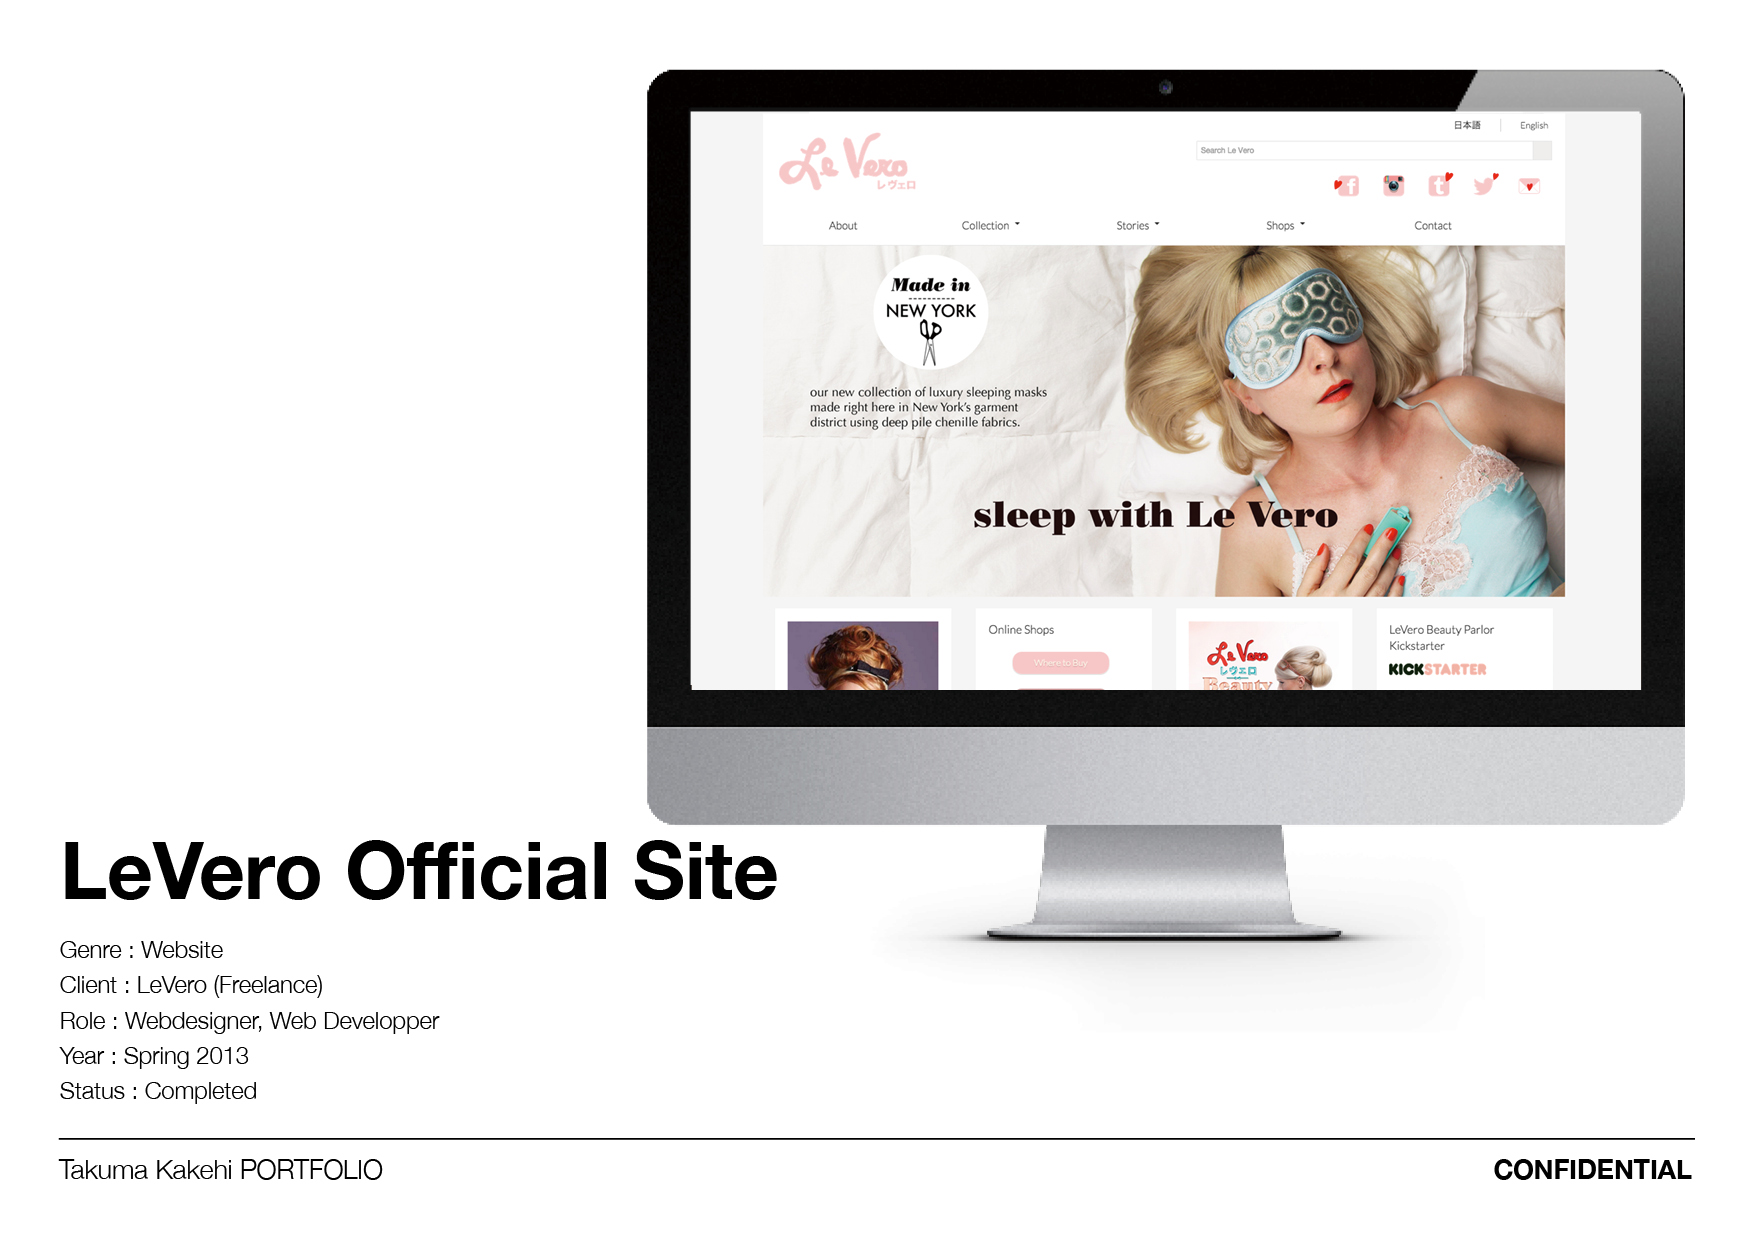 日本語 English
Le Vero
レヴェロ
Search Le Vero
f t
About Collection Stories Shops Contact
Made in
NEW YORK
our new collection of luxury sleeping masks
made right here in New York's garment
district using deep pile chenille fabrics.
sleep with Le Vero
Online Shops
Where to Buy
Le Vero
レヴェロ
Beauty
LeVero Beauty Parlor
Kickstarter
KICKSTARTER
LeVero Official Site
Genre : Website
Client : LeVero (Freelance)
Role : Webdesigner, Web Developper
Year : Spring 2013
Status : Completed
Takuma Kakehi PORTFOLIO
CONFIDENTIAL